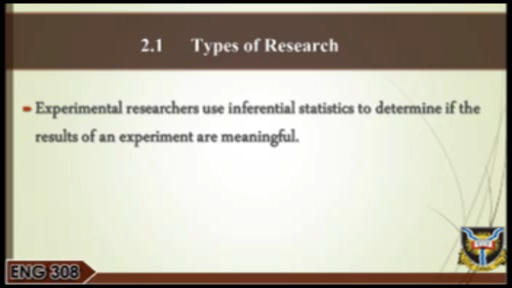 2.1 Types of Research
Experimental researchers use inferential statistics to determine if the
results of an experiment are meaningful.
ENG 308